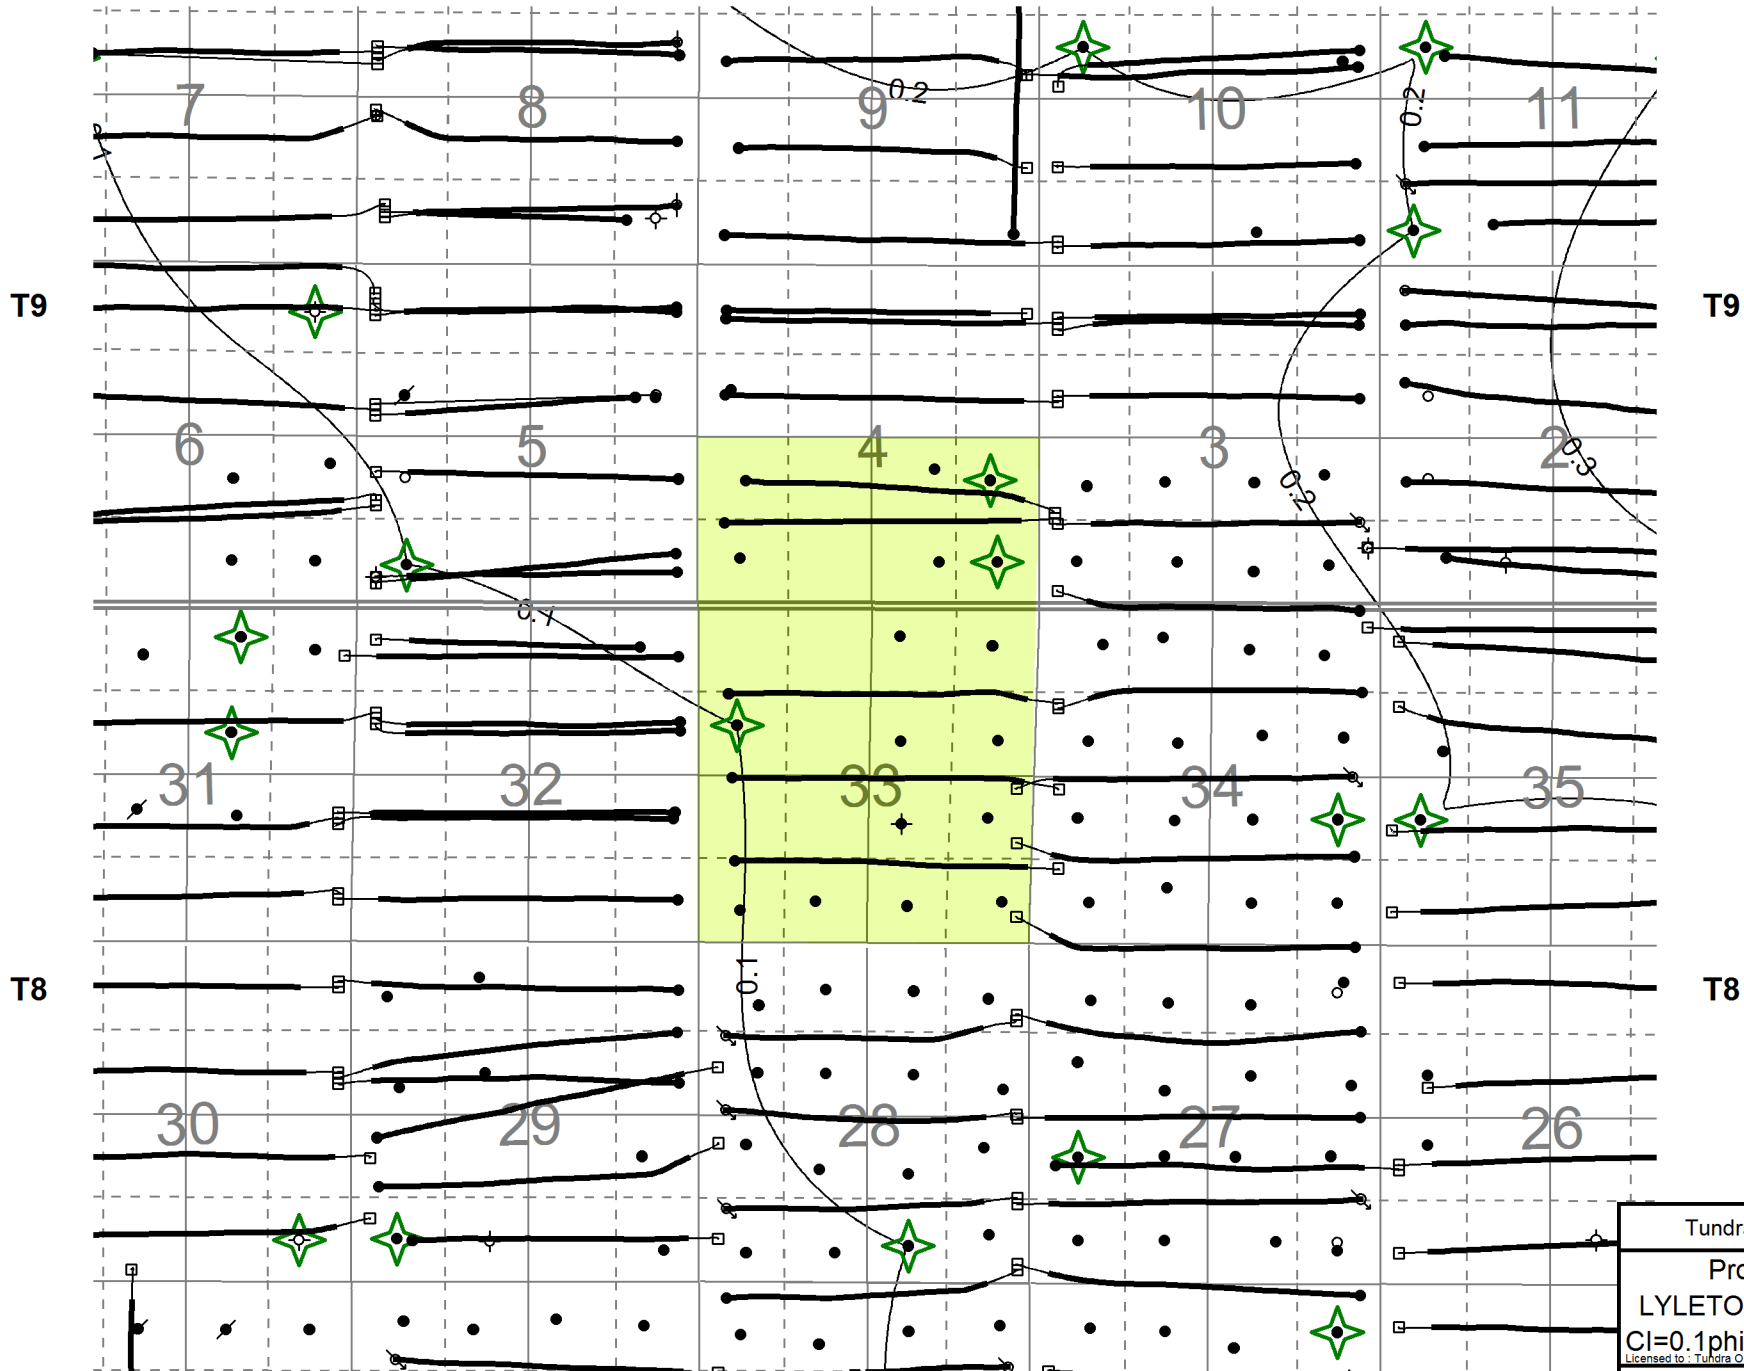 0.2
7 8 9 10 0.2 11
T9 T9
6 5 4 3 2 0.3
0.2
0.1
31 32 33 34 35
T8 0.1 T8
30 29 28 27 26
Tundr
Pro
LYLETO
CI=0.1phi
Licensed to : Tundra O